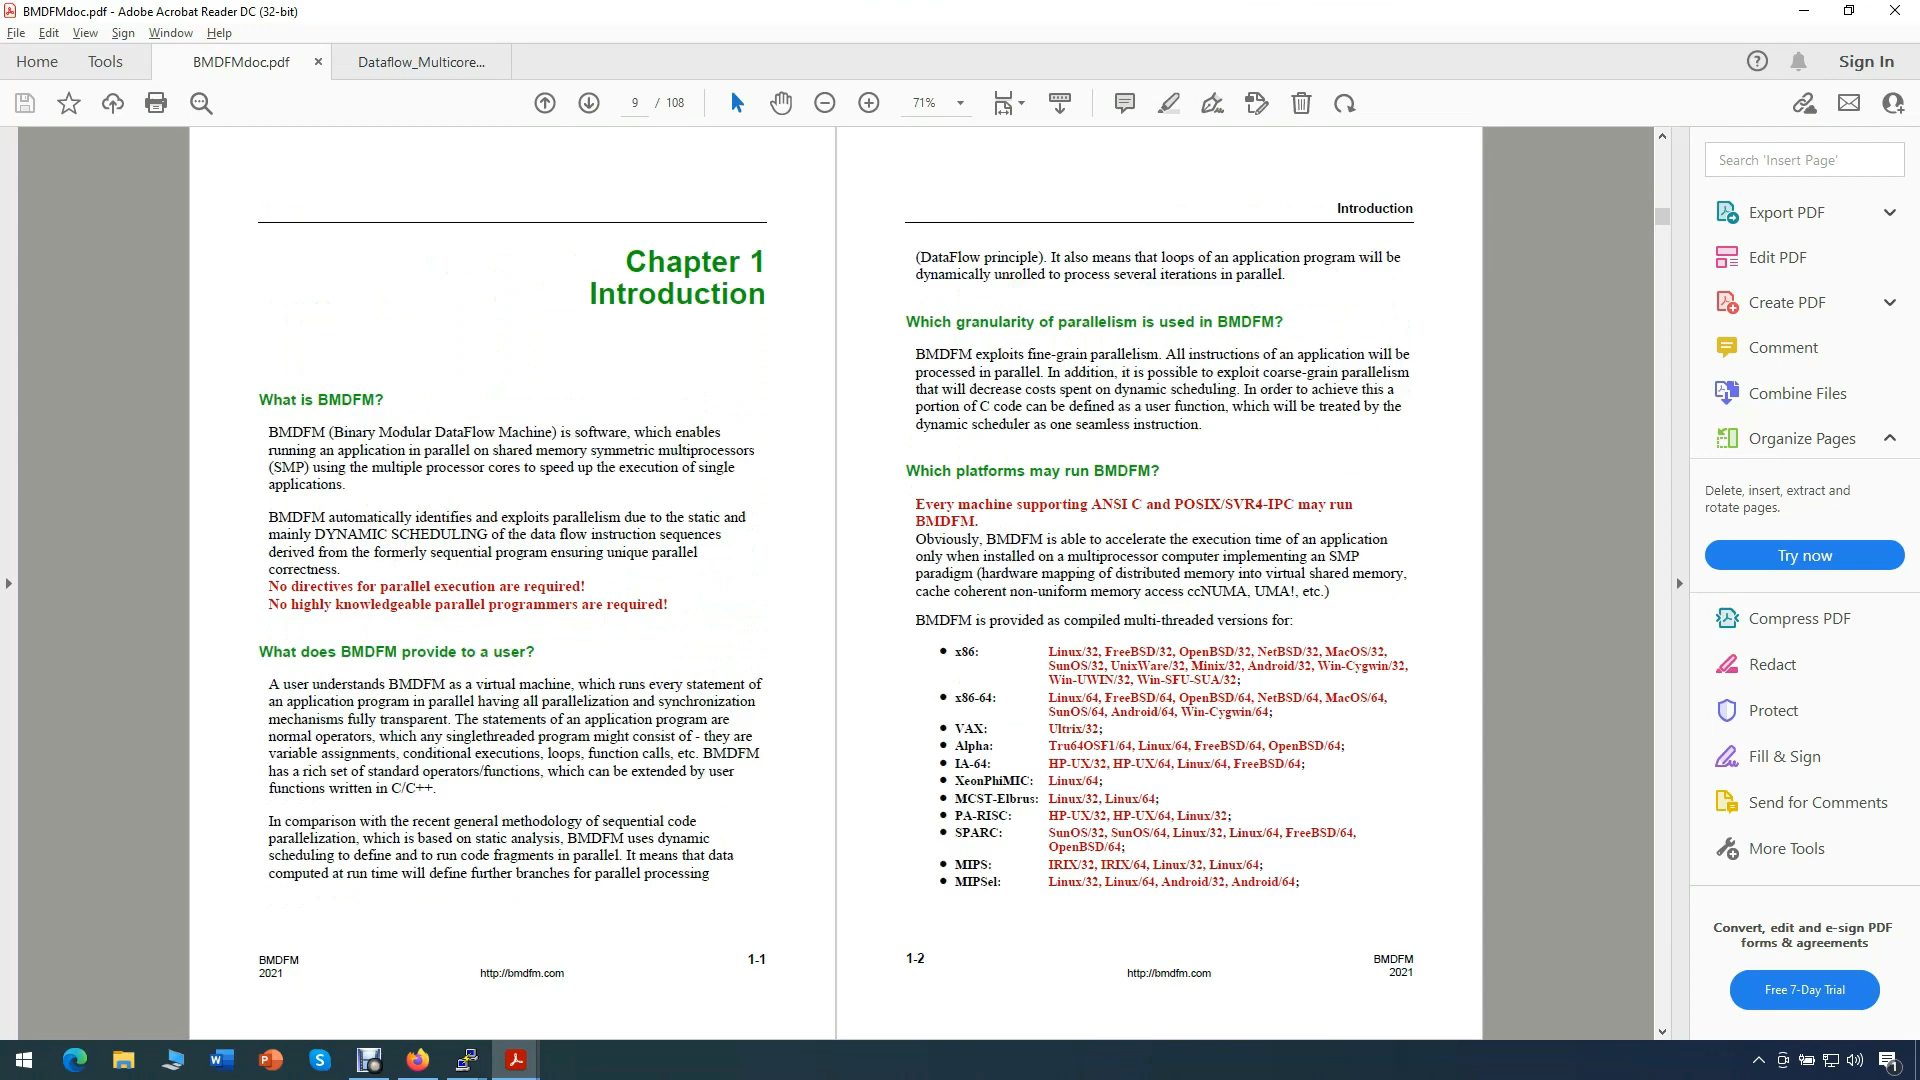 BMDFMdoc.pdf - Adobe Acrobat Reader DC (32-bit)
File Edit View Sign Window Help
Home Tools BMDFMdoc.pdf × Dataflow_Multicore... Sign In
9 / 108 71%
Chapter 1
Introduction
What is BMDFM?
BMDFM (Binary Modular DataFlow Machine) is software, which enables
running an application in parallel on shared memory symmetric multiprocessors
(SMP) using the multiple processor cores to speed up the execution of single
applications.
BMDFM automatically identifies and exploits parallelism due to the static and
mainly DYNAMIC SCHEDULING of the data flow instruction sequences
derived from the formerly sequential program ensuring unique parallel
correctness.
No directives for parallel execution are required!
No highly knowledgeable parallel programmers are required!
What does BMDFM provide to a user?
A user understands BMDFM as a virtual machine, which runs every statement of
an application program in parallel having all parallelization and synchronization
mechanisms fully transparent. The statements of an application program are
normal operators, which any singlethreaded program might consist of - they are
variable assignments, conditional executions, loops, function calls, etc. BMDFM
has a rich set of standard operators/functions, which can be extended by user
functions written in C/C++.
In comparison with the recent general methodology of sequential code
parallelization, which is based on static analysis, BMDFM uses dynamic
scheduling to define and to run code fragments in parallel. It means that data
computed at run time will define further branches for parallel processing
BMDFM 1-1
2021 http://bmdfm.com
Introduction
(DataFlow principle). It also means that loops of an application program will be
dynamically unrolled to process several iterations in parallel.
Which granularity of parallelism is used in BMDFM?
BMDFM exploits fine-grain parallelism. All instructions of an application will be
processed in parallel. In addition, it is possible to exploit coarse-grain parallelism
that will decrease costs spent on dynamic scheduling. In order to achieve this a
portion of C code can be defined as a user function, which will be treated by the
dynamic scheduler as one seamless instruction.
Which platforms may run BMDFM?
Every machine supporting ANSI C and POSIX/SVR4-IPC may run
BMDFM.
Obviously, BMDFM is able to accelerate the execution time of an application
only when installed on a multiprocessor computer implementing an SMP
paradigm (hardware mapping of distributed memory into virtual shared memory,
cache coherent non-uniform memory access ccNUMA, UMA!, etc.)
BMDFM is provided as compiled multi-threaded versions for:
• x86: Linux/32, FreeBSD/32, OpenBSD/32, NetBSD/32, MacOS/32,
SunOS/32, UnixWare/32, Minix/32, Android/32, Win-Cygwin/32,
Win-UWIN/32, Win-SFU-SUA/32;
• x86-64: Linux/64, FreeBSD/64, OpenBSD/64, NetBSD/64, MacOS/64,
SunOS/64, Android/64, Win-Cygwin/64;
• VAX: Ultrix/32;
• Alpha: Tru64OSF1/64, Linux/64, FreeBSD/64, OpenBSD/64;
• IA-64: HP-UX/32, HP-UX/64, Linux/64, FreeBSD/64;
• XeonPhiMIC: Linux/64;
• MCST-Elbrus: Linux/32, Linux/64;
• PA-RISC: HP-UX/32, HP-UX/64, Linux/32;
• SPARC: SunOS/32, SunOS/64, Linux/32, Linux/64, FreeBSD/64,
OpenBSD/64;
• MIPS: IRIX/32, IRIX/64, Linux/32, Linux/64;
• MIPSel: Linux/32, Linux/64, Android/32, Android/64;
1-2 BMDFM
http://bmdfm.com 2021
Search 'Insert Page'
Export PDF
Edit PDF
Create PDF
Comment
Combine Files
Organize Pages
Delete, insert, extract and
rotate pages.
Try now
Compress PDF
Redact
Protect
Fill & Sign
Send for Comments
More Tools
Convert, edit and e-sign PDF
forms & agreements
Free 7-Day Trial
1